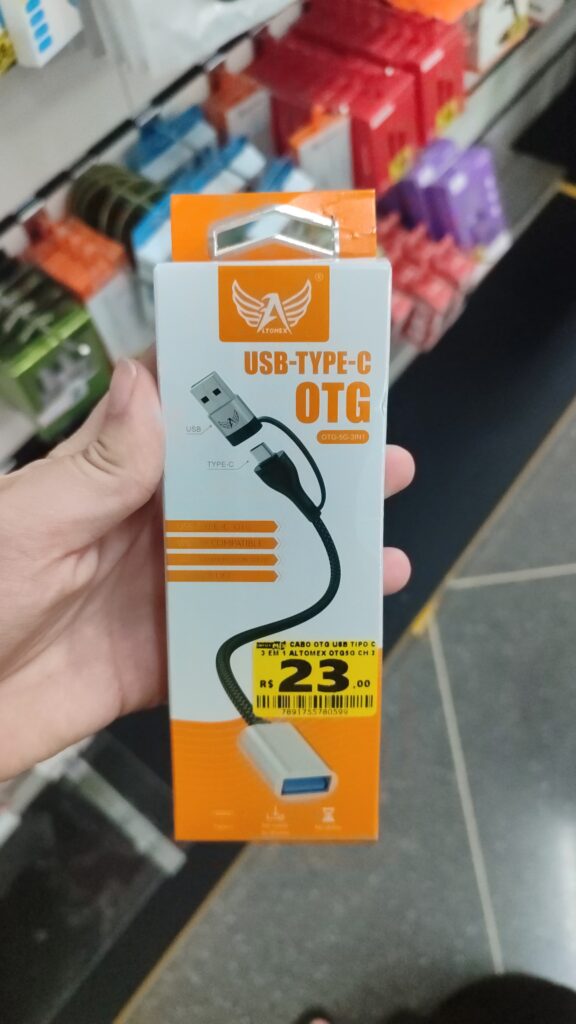 ALTOMEX
®
USB-TYPE-C
OTG
OTG-5G-3IN1
USB
TYPE-C
CABO OTG USB TIPO C
3 EM 1 ALTOMEX OTG5G CH 3
R$ 23,00
7891755780599